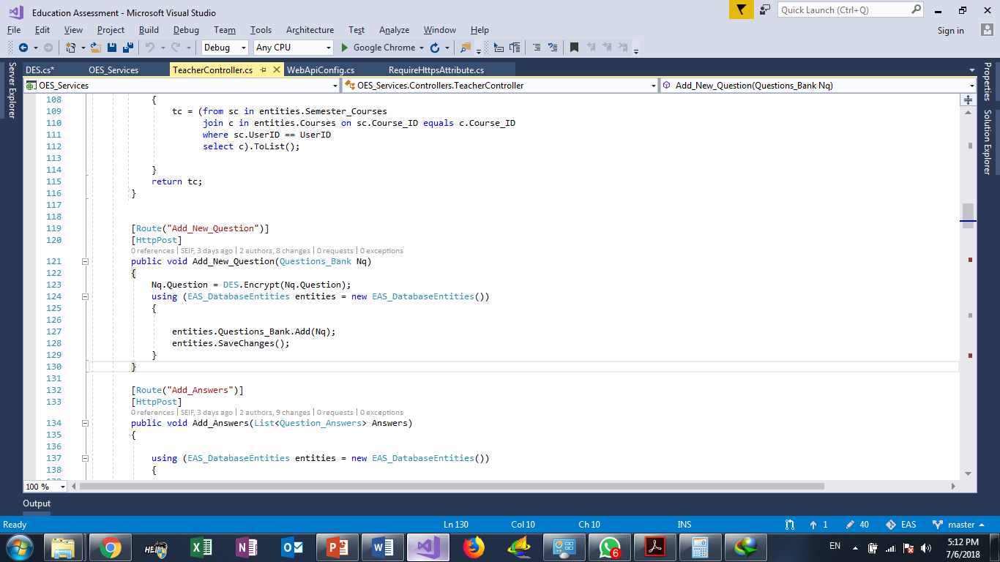 Education Assessment - Microsoft Visual Studio
Quick Launch (Ctrl+Q)
File Edit View Project Build Debug Team Tools Architecture Test Analyze Window Help
Sign in
Debug Any CPU Google Chrome
Server Explorer
DES.cs* OES_Services TeacherController.cs WebApiConfig.cs RequireHttpsAttribute.cs
Properties
Solution Explorer
OES_Services OES_Services.Controllers.TeacherController Add_New_Question(Questions_Bank Nq)
108 {
109 tc = (from sc in entities.Semester_Courses
110 join c in entities.Courses on sc.Course_ID equals c.Course_ID
111 where sc.UserID == UserID
112 select c).ToList();
113
114 }
115 return tc;
116 }
117
118
119 [Route("Add_New_Question")]
120 [HttpPost]
0 references | SEIF, 3 days ago | 2 authors, 8 changes | 0 requests | 0 exceptions
121 public void Add_New_Question(Questions_Bank Nq)
122 {
123 Nq.Question = DES.Encrypt(Nq.Question);
124 using (EAS_DatabaseEntities entities = new EAS_DatabaseEntities())
125 {
126
127 entities.Questions_Bank.Add(Nq);
128 entities.SaveChanges();
129 }
130 }
131
132 [Route("Add_Answers")]
133 [HttpPost]
0 references | SEIF, 3 days ago | 2 authors, 9 changes | 0 requests | 0 exceptions
134 public void Add_Answers(List<Question_Answers> Answers)
135 {
136
137 using (EAS_DatabaseEntities entities = new EAS_DatabaseEntities())
138 {
100 %
Output
Ready Ln 130 Col 10 Ch 10 INS 1 40 EAS master
6
EN
5:12 PM
7/6/2018